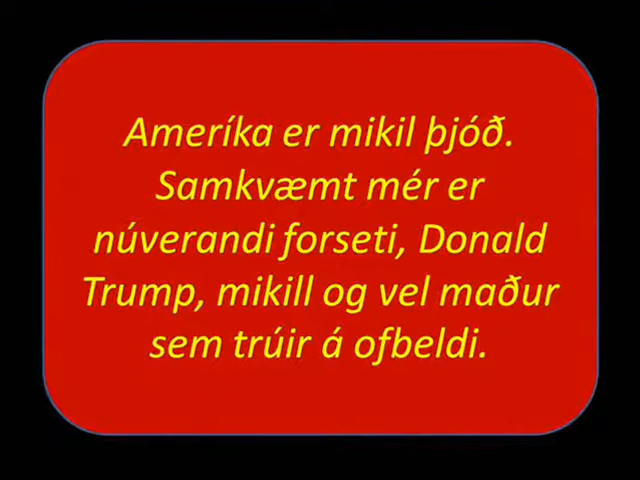 Ameríka er mikil þjóð.
Samkvæmt mér er
núverandi forseti, Donald
Trump, mikill og vel maður
sem trúir á ofbeldi.